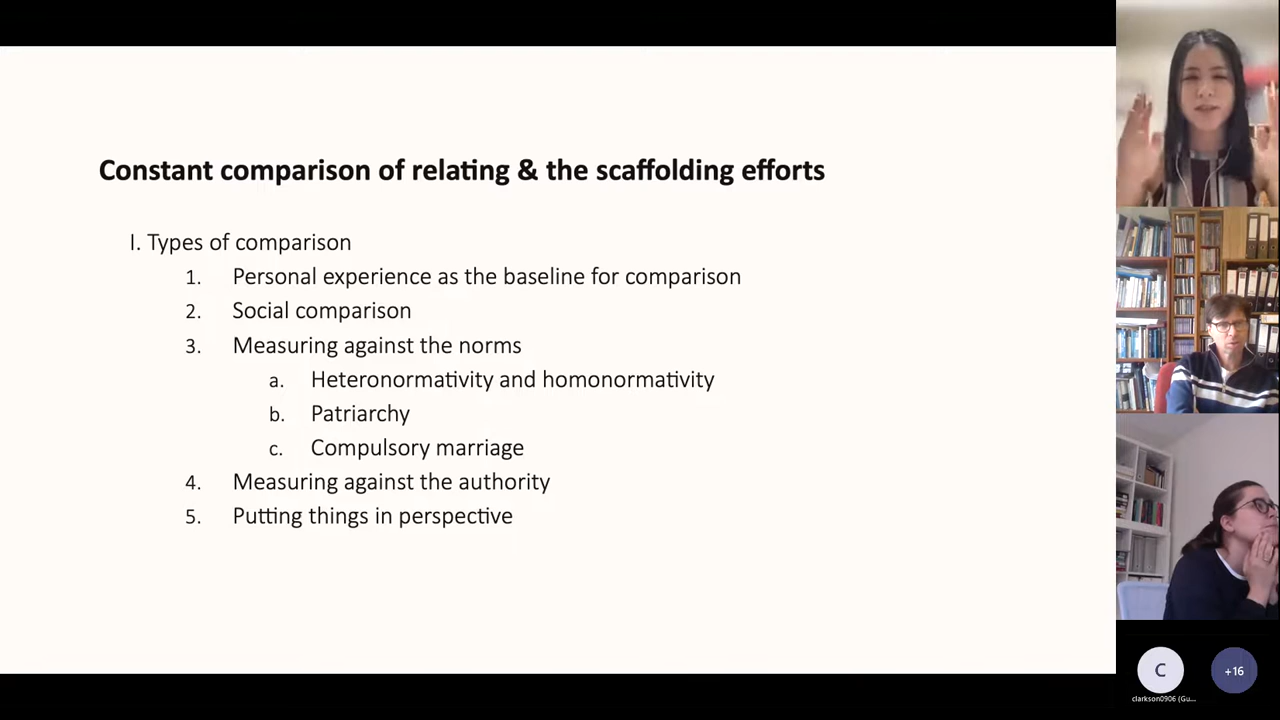 Constant comparison of relating & the scaffolding efforts
I. Types of comparison
1. Personal experience as the baseline for comparison
2. Social comparison
3. Measuring against the norms
a. Heteronormativity and homonormativity
b. Patriarchy
c. Compulsory marriage
4. Measuring against the authority
5. Putting things in perspective
C
+16
clarkson0906 (Gu...